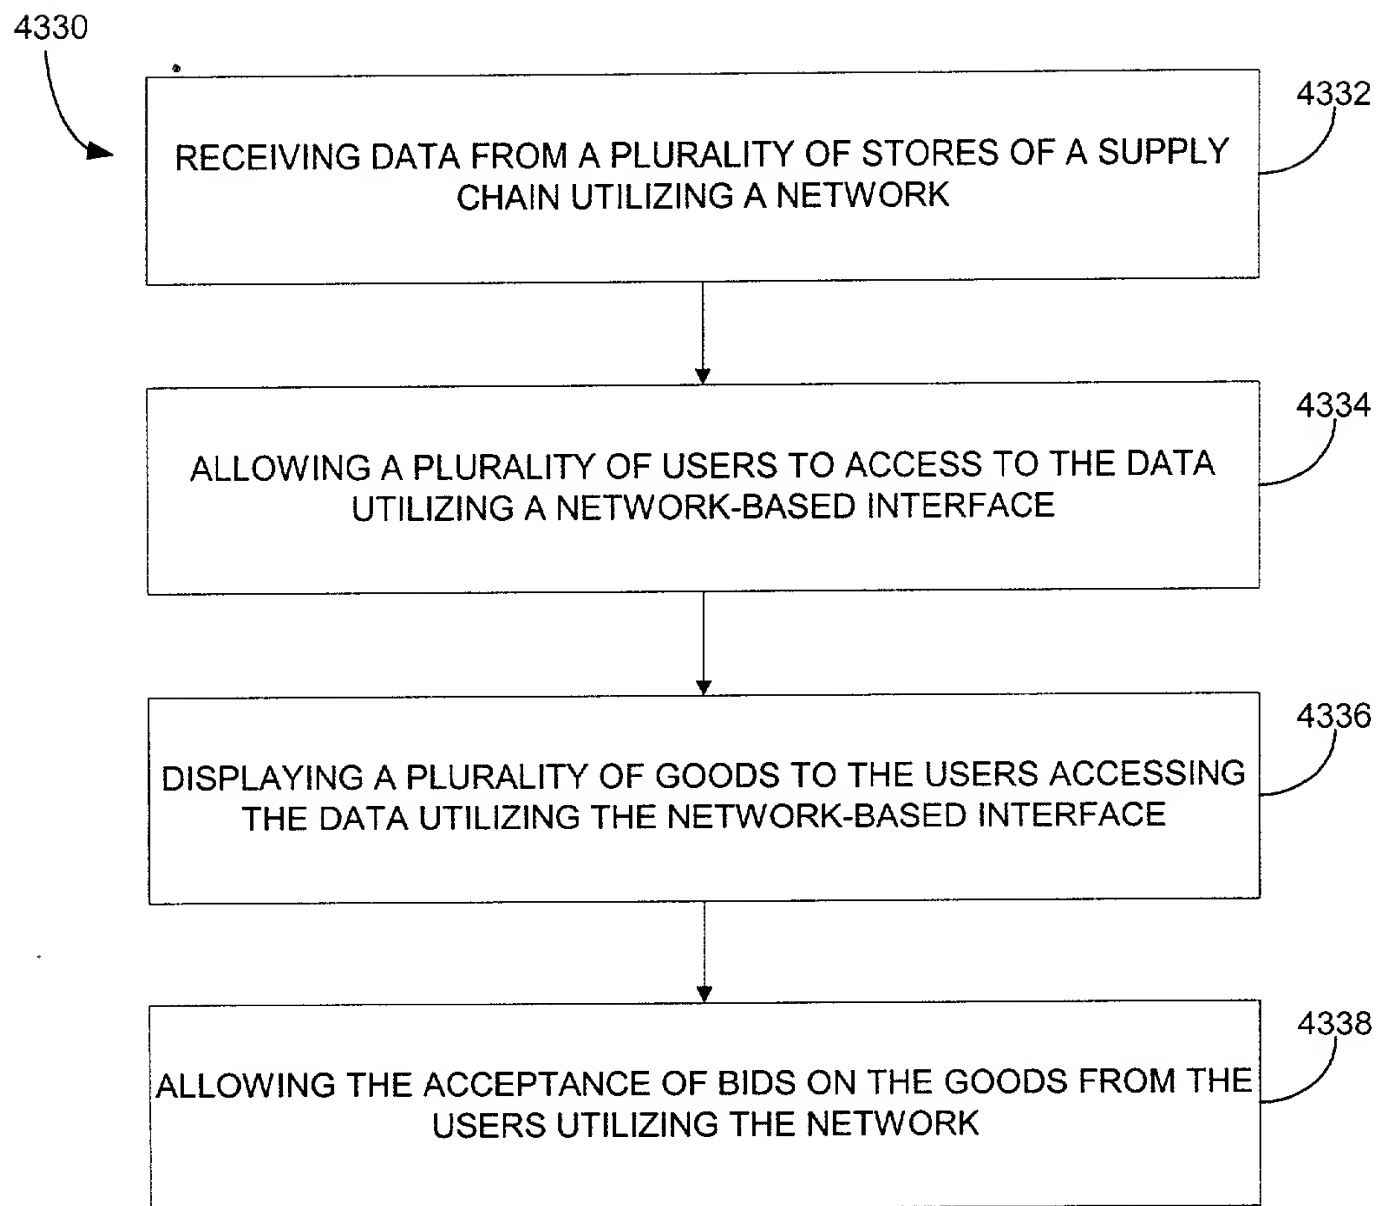 4330
4332
RECEIVING DATA FROM A PLURALITY OF STORES OF A SUPPLY
CHAIN UTILIZING A NETWORK
4334
ALLOWING A PLURALITY OF USERS TO ACCESS TO THE DATA
UTILIZING A NETWORK-BASED INTERFACE
4336
DISPLAYING A PLURALITY OF GOODS TO THE USERS ACCESSING
THE DATA UTILIZING THE NETWORK-BASED INTERFACE
4338
ALLOWING THE ACCEPTANCE OF BIDS ON THE GOODS FROM THE
USERS UTILIZING THE NETWORK